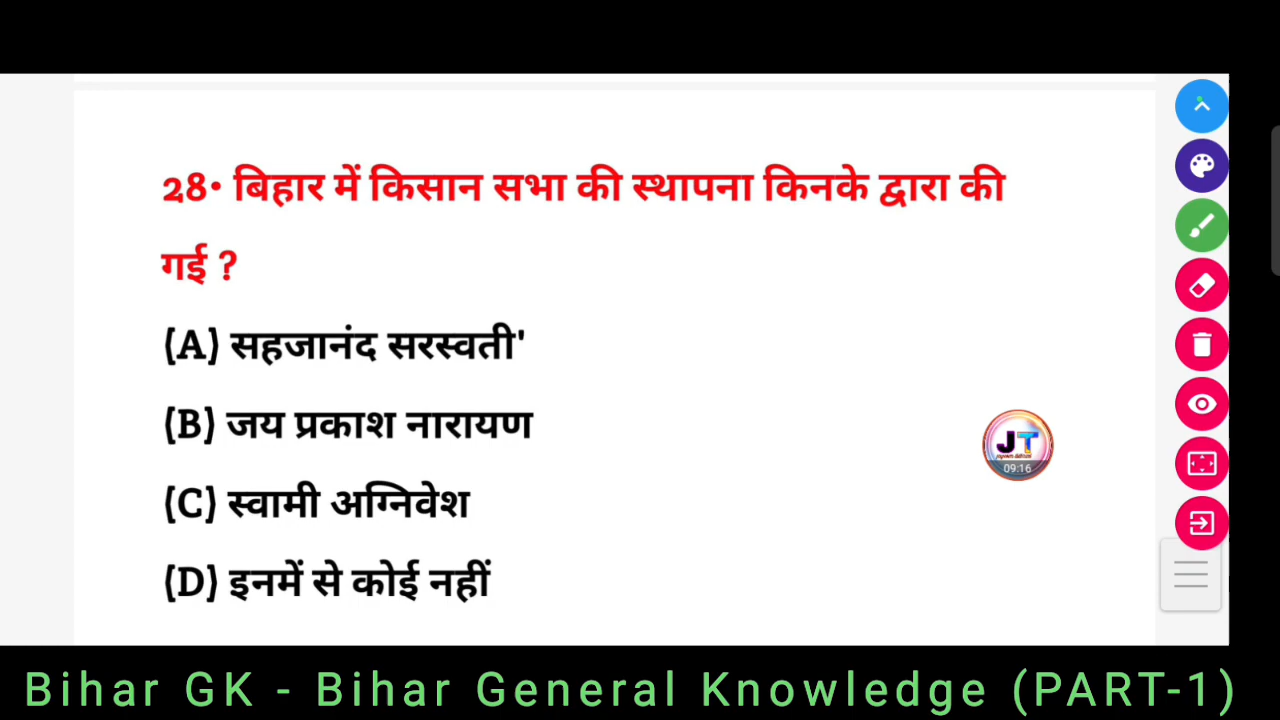 28• बिहार में किसान सभा की स्थापना किनके द्वारा की
गई ?
(A) सहजानंद सरस्वती'
(B) जय प्रकाश नारायण
(C) स्वामी अग्निवेश
(D) इनमें से कोई नहीं
JT
09:16
Bihar GK - Bihar General Knowledge (PART-1)